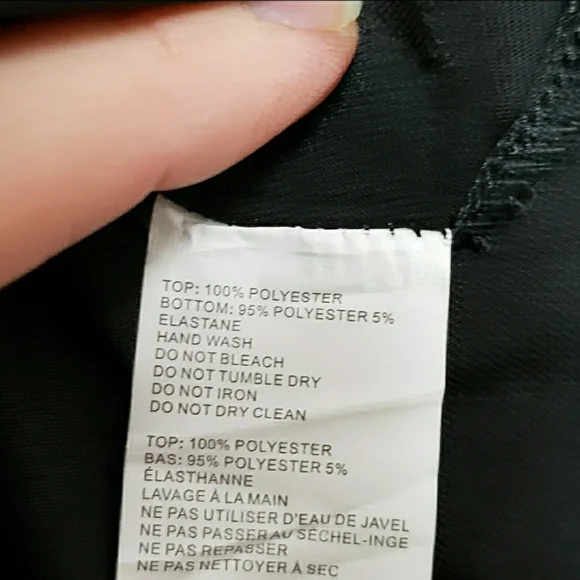 TOP: 100% POLYESTER
BOTTOM: 95% POLYESTER 5%
ELASTANE
HAND WASH
DO NOT BLEACH
DO NOT TUMBLE DRY
DO NOT IRON
DO NOT DRY CLEAN
TOP: 100% POLYESTER
BAS: 95% POLYESTER 5%
ÉLASTHANNE
LAVAGE À LA MAIN
NE PAS UTILISER D'EAU DE JAVEL
NE PAS PASSER AU SÈCHEL-INGE
NE PAS REPASSER
NE PAS NETTOYER À SEC